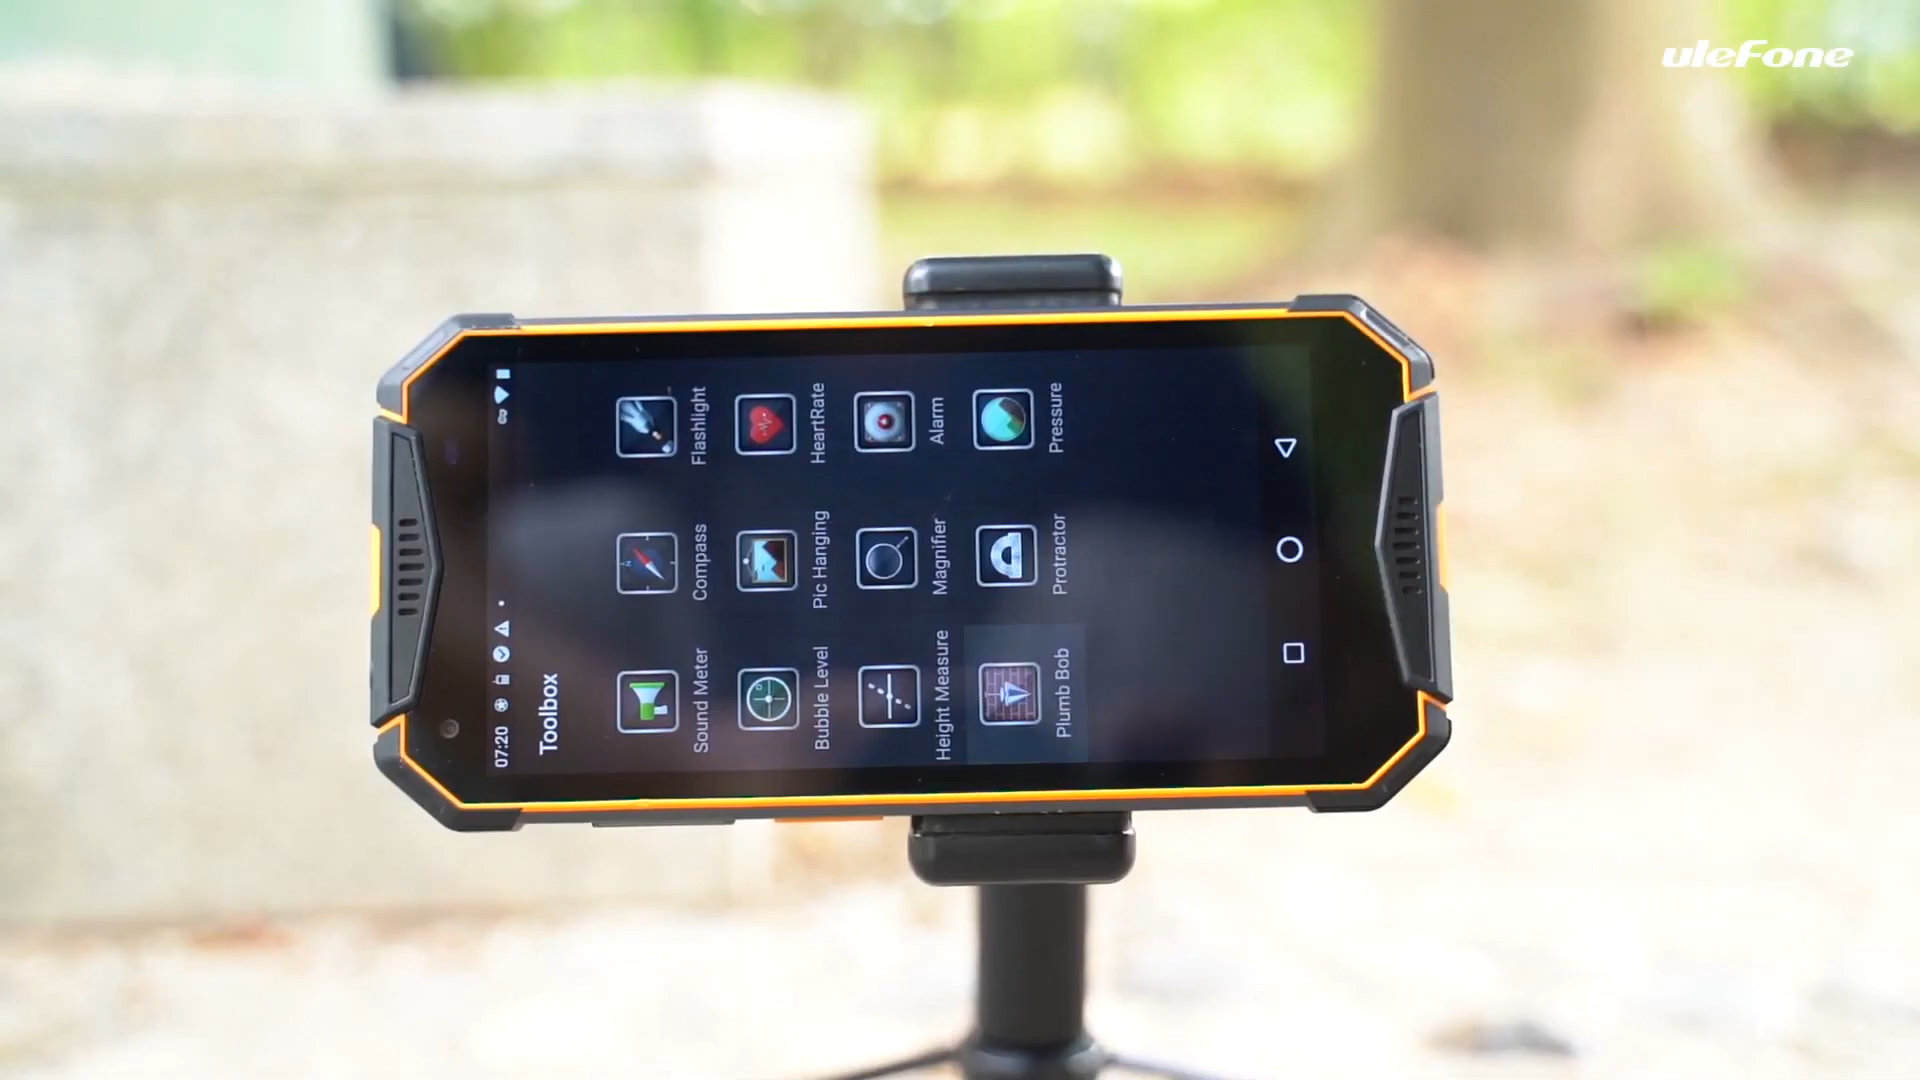 uleFone
07:20
Toolbox
Sound Meter
Compass
Flashlight
Bubble Level
Pic Hanging
HeartRate
Height Measure
Magnifier
Alarm
Plumb Bob
Protractor
Pressure